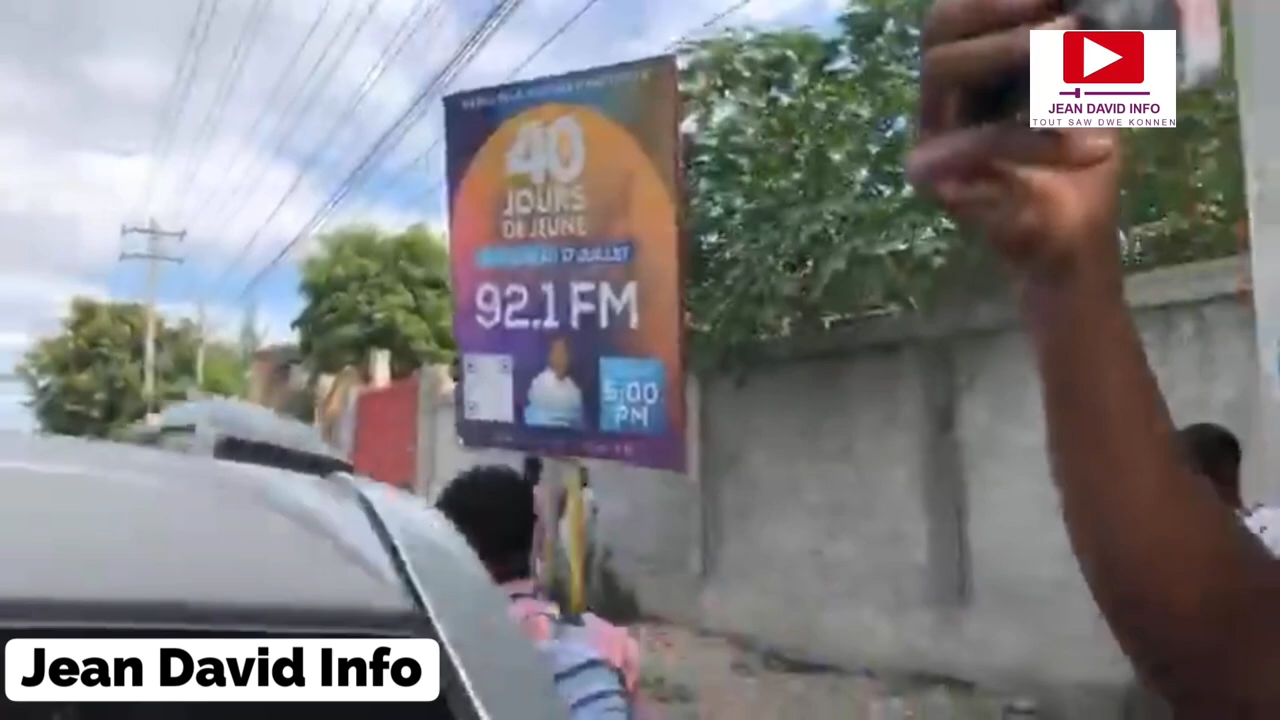 JEAN DAVID INFO
TOUT SAW DWE KONNEN
40
JOURS
DE JEUNE
17 JUILLET
92.1 FM
5:00
PM
Jean David Info